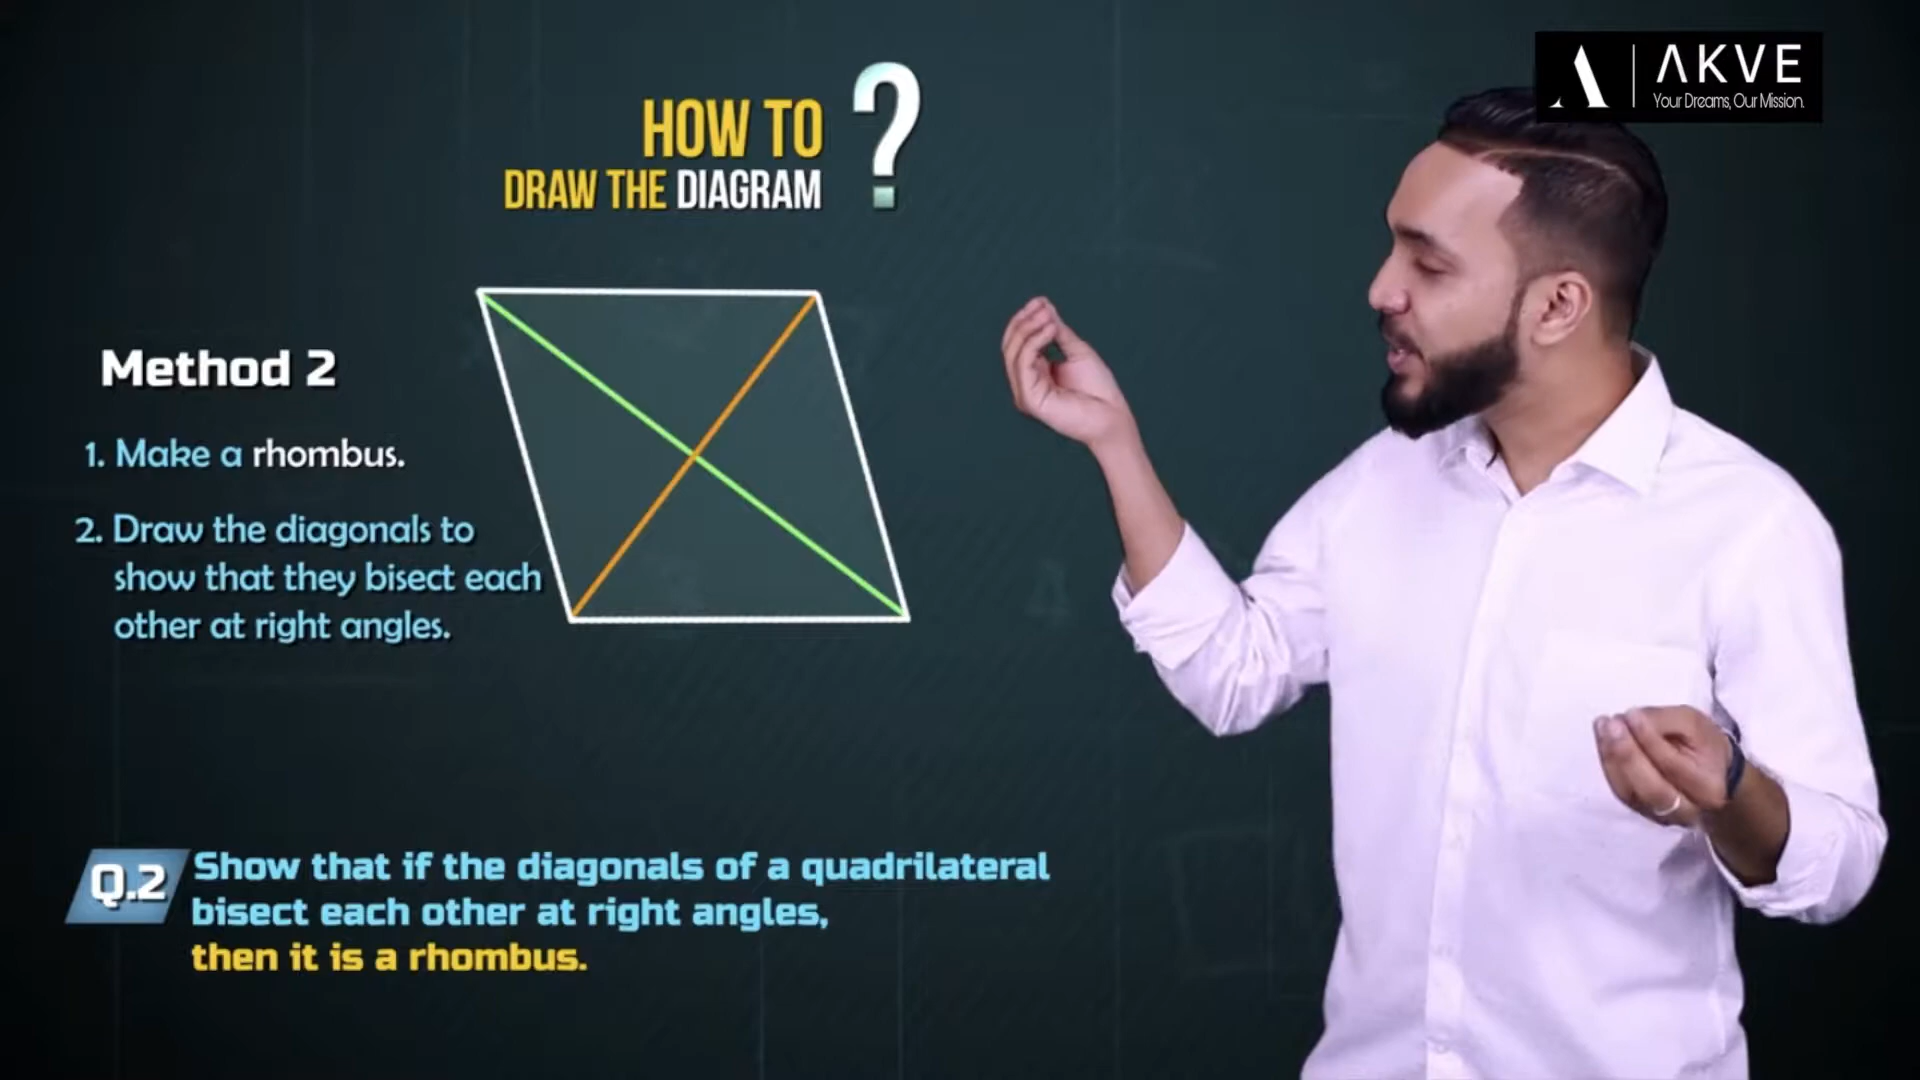 AKVE
Your Dreams, Our Mission.
HOW TO
DRAW THE DIAGRAM
?
Method 2
1. Make a rhombus.
2. Draw the diagonals to
show that they bisect each
other at right angles.
Q.2
Show that if the diagonals of a quadrilateral
bisect each other at right angles,
then it is a rhombus.